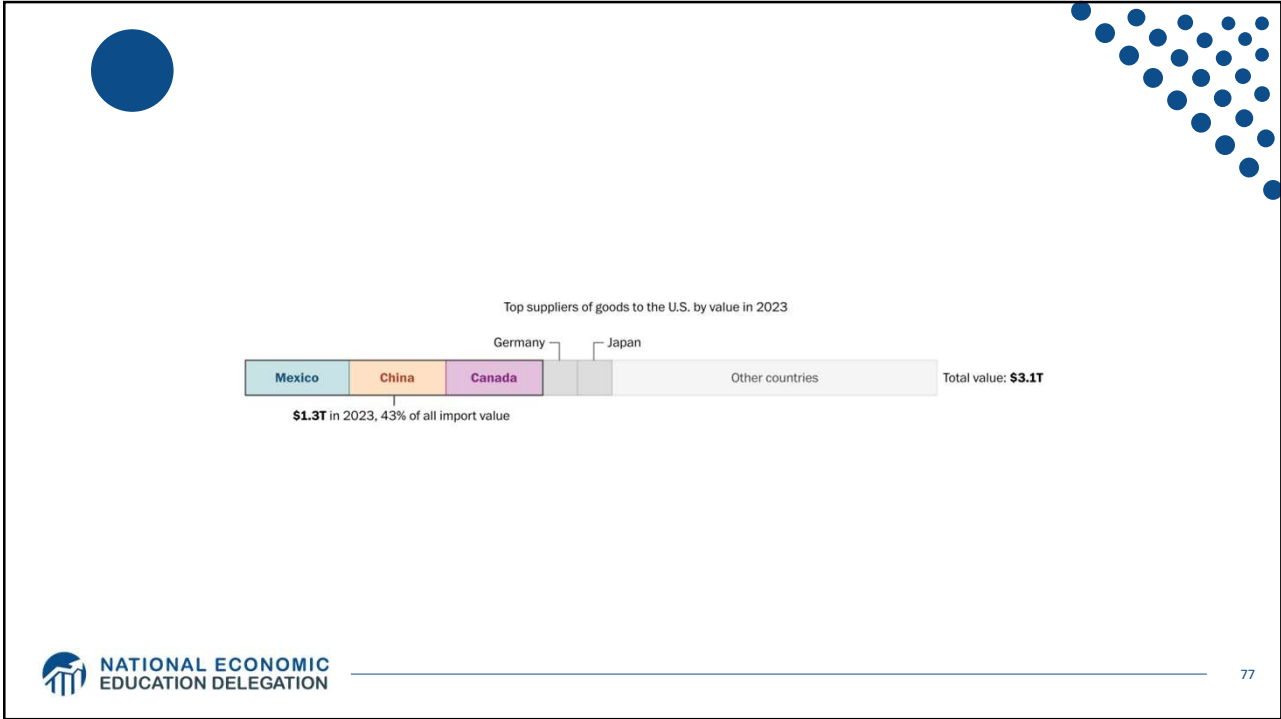 Top suppliers of goods to the U.S. by value in 2023
Germany
Japan
Mexico
China
Canada
Other countries
Total value: $3.1T
$1.3T in 2023, 43% of all import value
NATIONAL ECONOMIC
EDUCATION DELEGATION
77